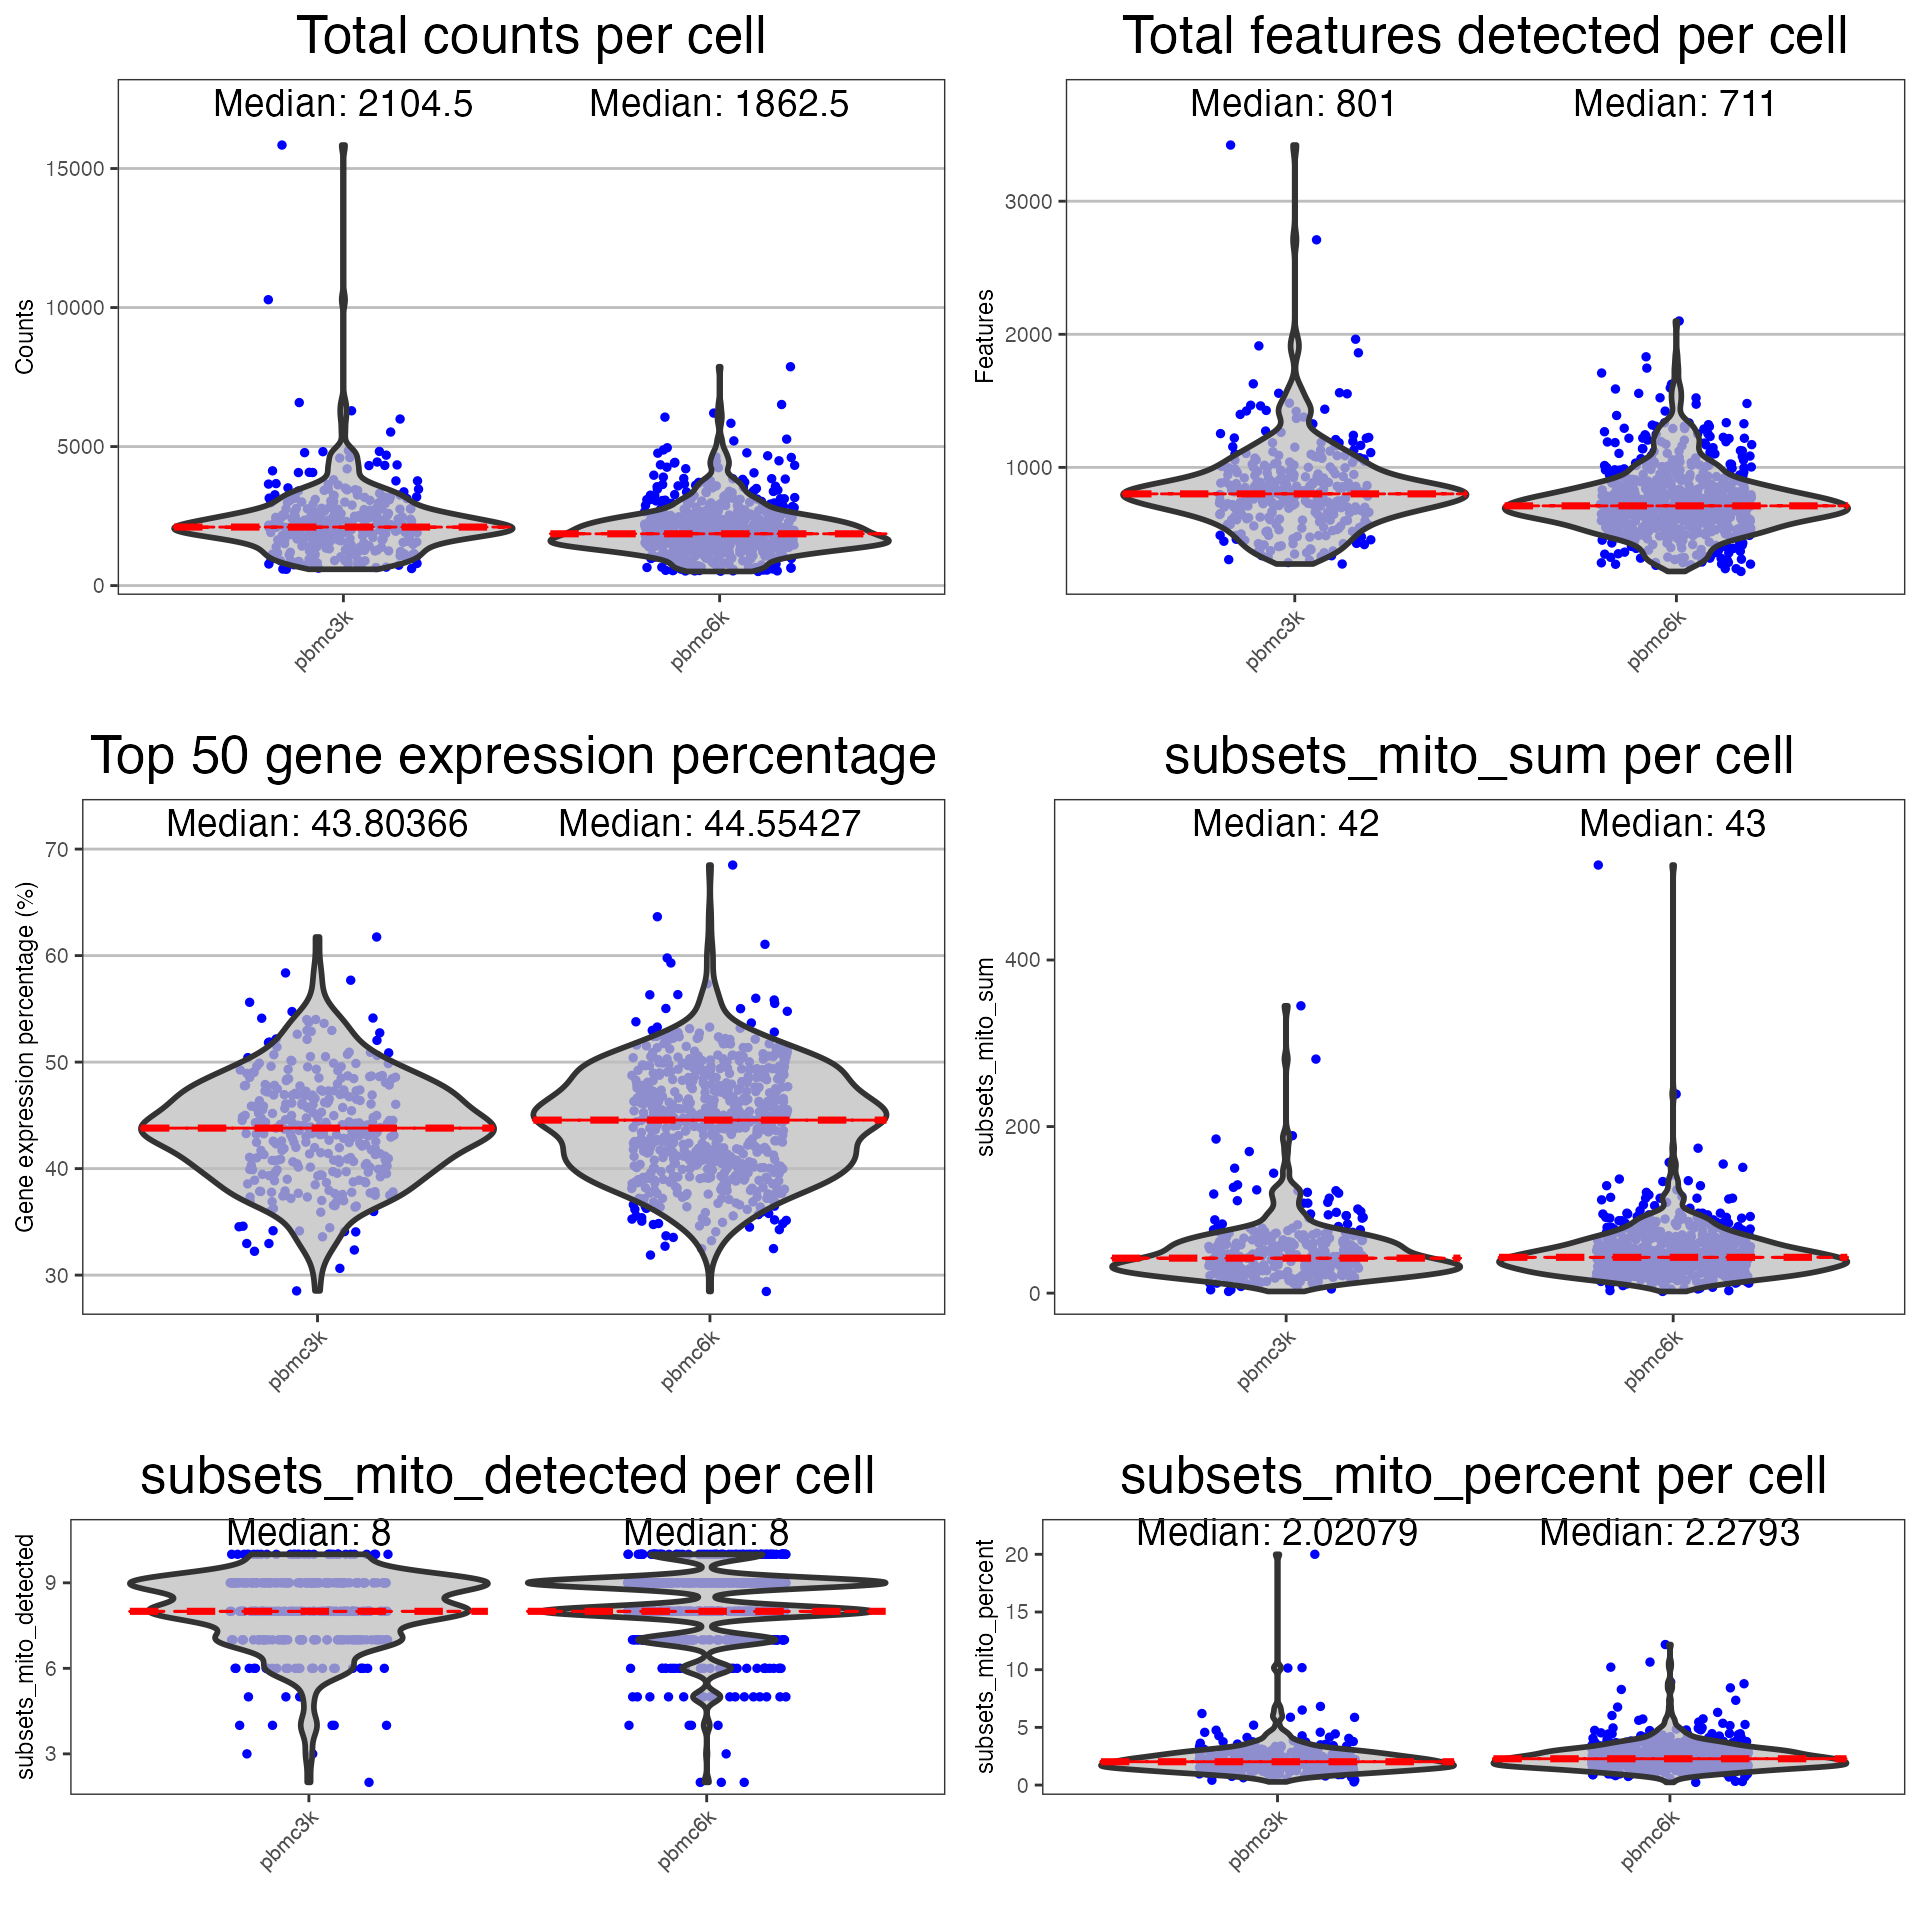 Total counts per cell
Median: 2104.5
Median: 1862.5
15000
10000
5000
0
Counts
pbmc3k
pbmc6k
Total features detected per cell
Median: 801
Median: 711
3000
2000
1000
Features
pbmc3k
pbmc6k
Top 50 gene expression percentage
Median: 43.80366
Median: 44.55427
70
60
50
40
30
Gene expression percentage (%)
pbmc3k
pbmc6k
subsets_mito_sum per cell
Median: 42
Median: 43
400
200
0
subsets_mito_sum
pbmc3k
pbmc6k
subsets_mito_detected per cell
Median: 8
Median: 8
9
6
3
subsets_mito_detected
pbmc3k
pbmc6k
subsets_mito_percent per cell
Median: 2.02079
Median: 2.2793
20
15
10
5
0
subsets_mito_percent
pbmc3k
pbmc6k